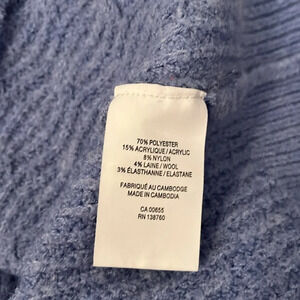 70% POLYESTER
15% ACRYLIQUE / ACRYLIC
8% NYLON
4% LAINE / WOOL
3% ÉLASTHANNE / ELASTANE
FABRIQUÉ AU CAMBODGE
MADE IN CAMBODIA
CA 00655
RN 138760